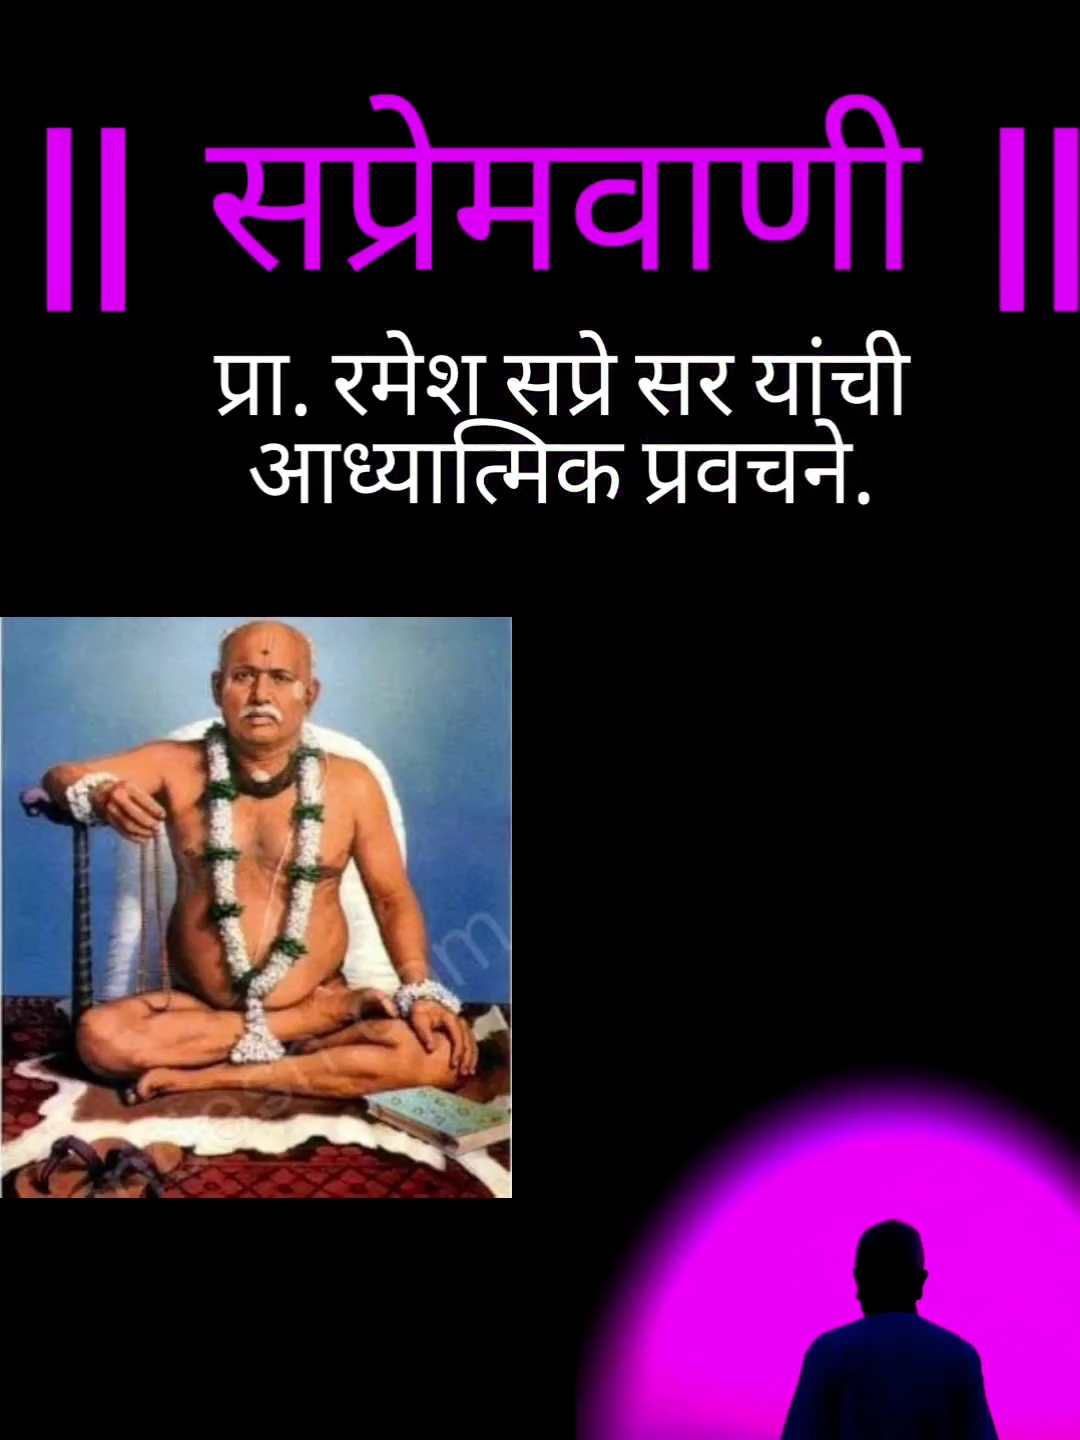 || सप्रेमवाणी ||
प्रा. रमेश सप्रे सर यांची
आध्यात्मिक प्रवचने.